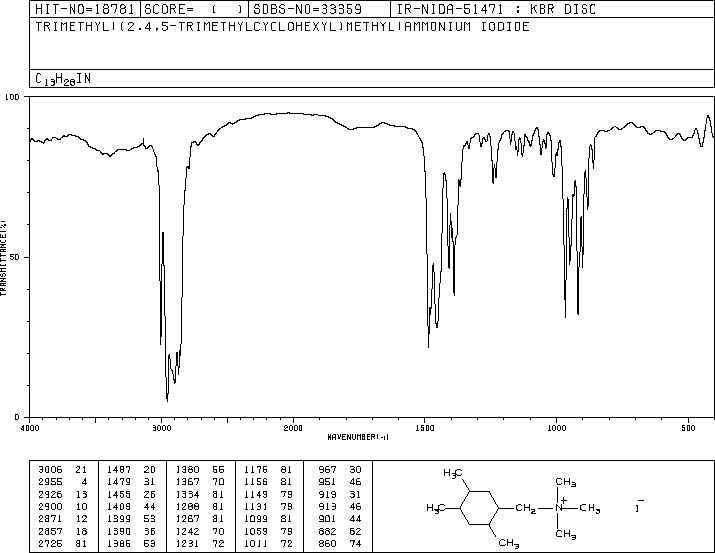 HIT-NO=18781 SCORE= ( ) SDBS-NO=33359 IR-NIDA-51471 : KBR DISC
TRIMETHYL((2,4,5-TRIMETHYLCYCLOHEXYL)METHYL)AMMONIUM IODIDE
C13H28IN
100
50
0
TRANSMITTANCE(%)
4000 3000 2000 1500 1000 500
WAVENUMBER(-1)
3006 21 1487 20 1380 66 1176 81 967 30
2955 4 1479 31 1367 70 1156 81 951 46
2926 13 1455 26 1334 81 1149 79 919 31
2900 10 1409 44 1288 81 1131 79 913 46
2871 12 1399 53 1267 81 1099 81 901 44
2857 18 1390 36 1242 70 1059 79 882 62
2726 81 1386 53 1231 72 1011 72 860 74
H3C
H3C
CH3
CH2
CH3
N+
CH3
CH3
I-